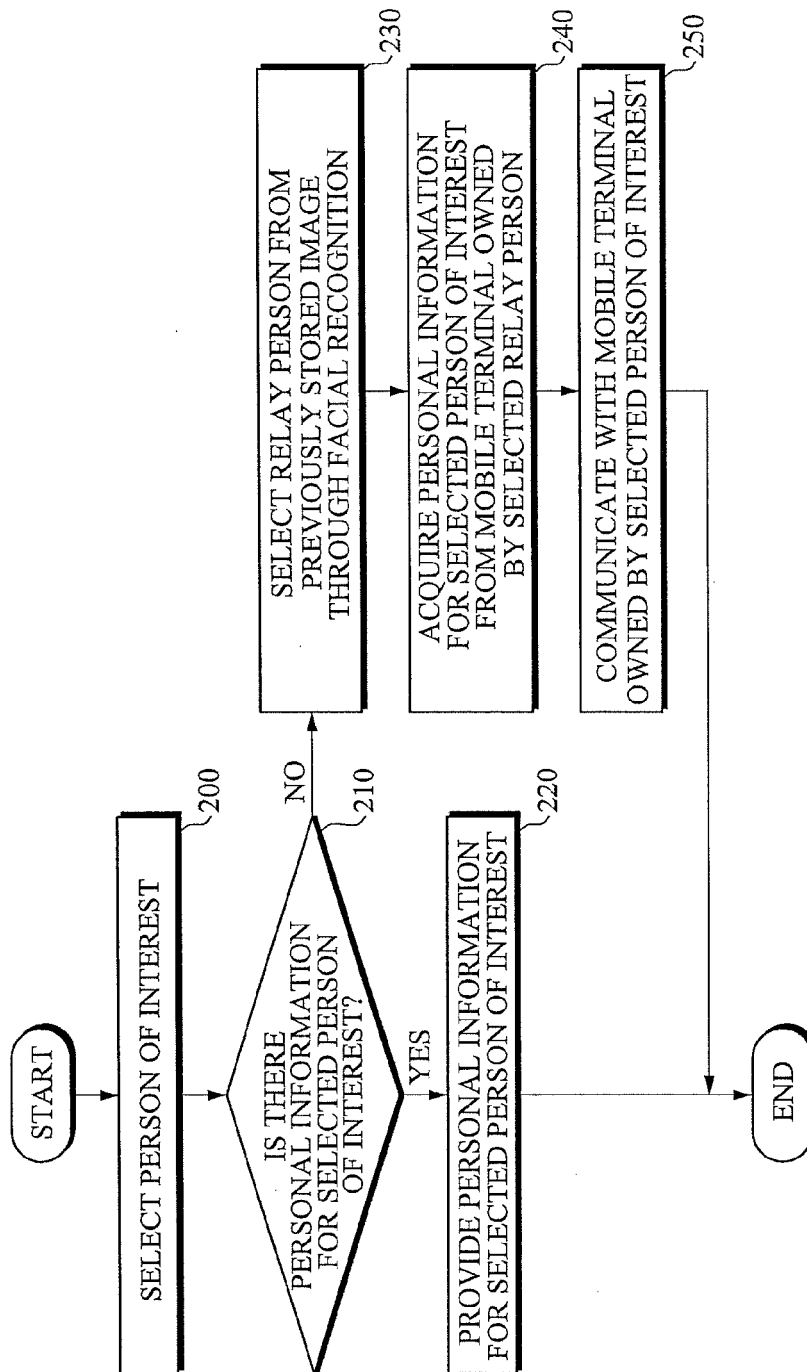 START
SELECT PERSON OF INTEREST
200
IS THERE
PERSONAL INFORMATION
FOR SELECTED PERSON
OF INTEREST?
210
NO
YES
PROVIDE PERSONAL INFORMATION
FOR SELECTED PERSON OF INTEREST
220
SELECT RELAY PERSON FROM
PREVIOUSLY STORED IMAGE
THROUGH FACIAL RECOGNITION
230
ACQUIRE PERSONAL INFORMATION
FOR SELECTED PERSON OF INTEREST
FROM MOBILE TERMINAL OWNED
BY SELECTED RELAY PERSON
240
COMMUNICATE WITH MOBILE TERMINAL
OWNED BY SELECTED PERSON OF INTEREST
250
END